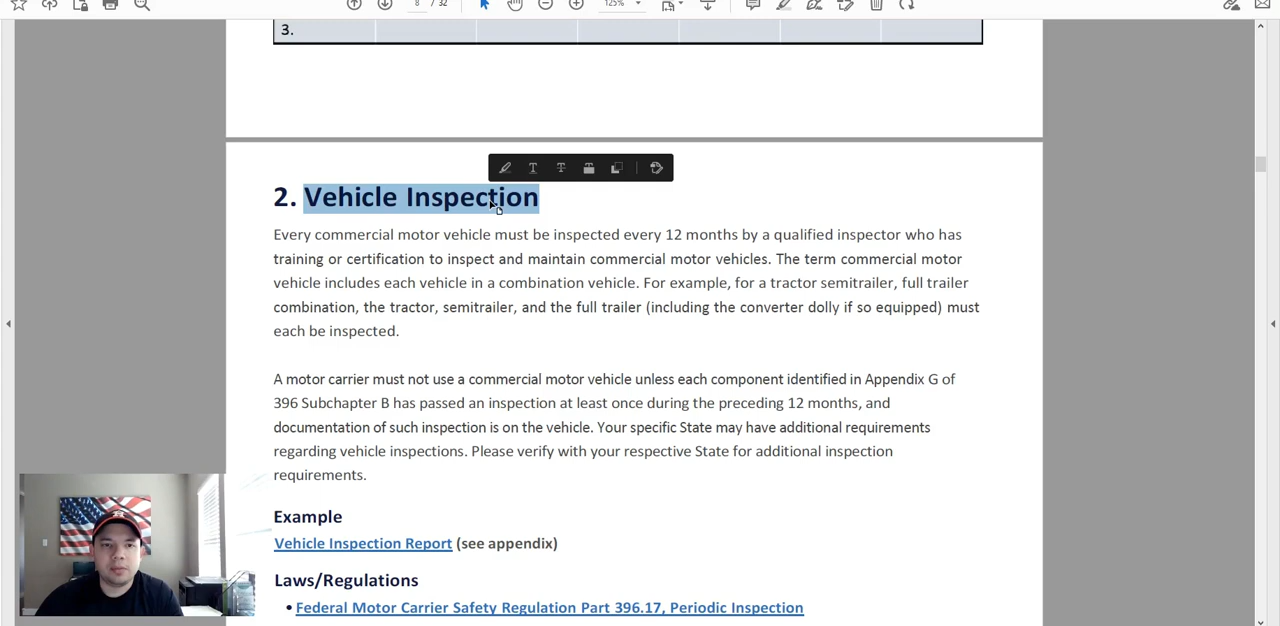 8 / 32
125%
3.
2. Vehicle Inspection
Every commercial motor vehicle must be inspected every 12 months by a qualified inspector who has
training or certification to inspect and maintain commercial motor vehicles. The term commercial motor
vehicle includes each vehicle in a combination vehicle. For example, for a tractor semitrailer, full trailer
combination, the tractor, semitrailer, and the full trailer (including the converter dolly if so equipped) must
each be inspected.
A motor carrier must not use a commercial motor vehicle unless each component identified in Appendix G of
396 Subchapter B has passed an inspection at least once during the preceding 12 months, and
documentation of such inspection is on the vehicle. Your specific State may have additional requirements
regarding vehicle inspections. Please verify with your respective State for additional inspection
requirements.
Example
Vehicle Inspection Report (see appendix)
Laws/Regulations
• Federal Motor Carrier Safety Regulation Part 396.17, Periodic Inspection